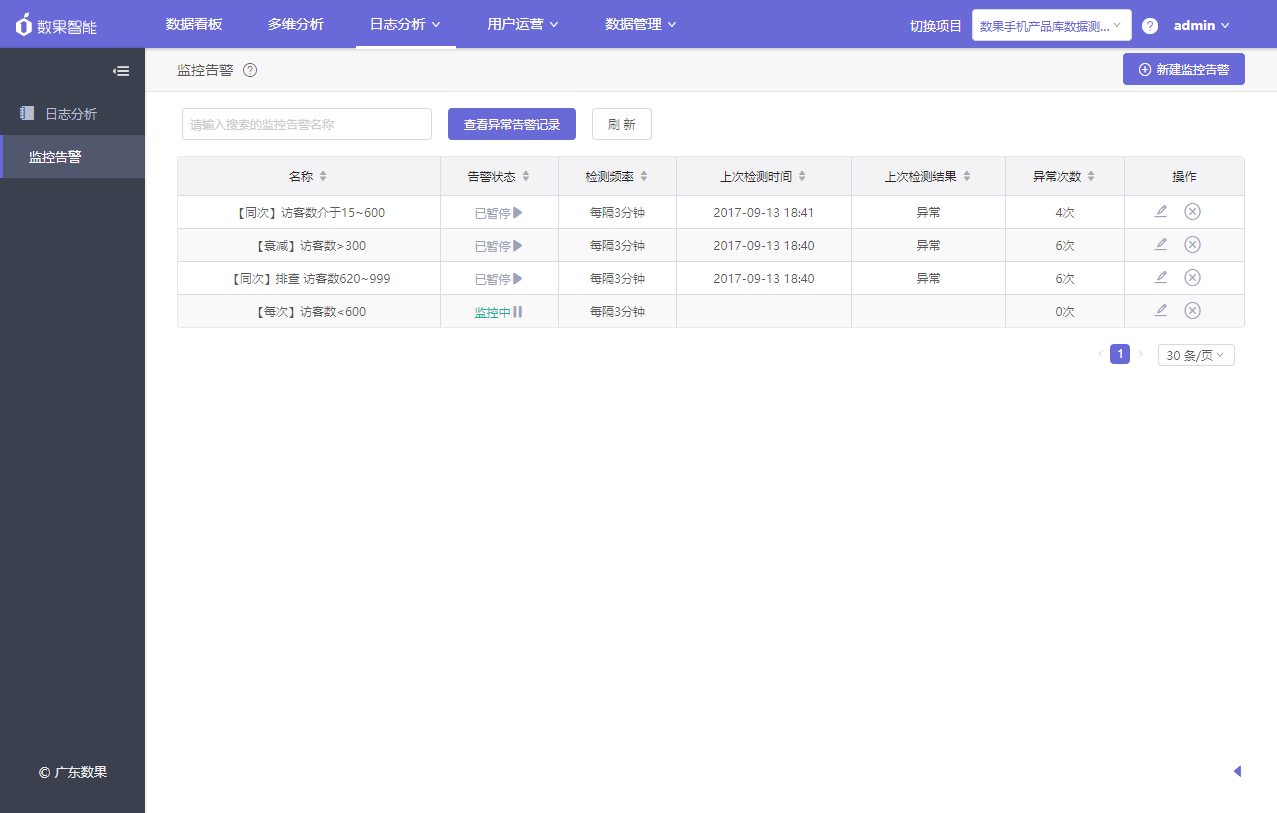 数果智能 数据看板 多维分析 日志分析 用户运营 数据管理 切换项目 数果手机产品库数据测... ? admin
监控告警 ? 新建监控告警
日志分析
监控告警
请输入搜索的监控告警名称 查看异常告警记录 刷 新
名称 告警状态 检测频率 上次检测时间 上次检测结果 异常次数 操作
【同次】访客数介于15~600 已暂停 每隔3分钟 2017-09-13 18:41 异常 4次
【衰减】访客数>300 已暂停 每隔3分钟 2017-09-13 18:40 异常 6次
【同次】排查 访客数620~999 已暂停 每隔3分钟 2017-09-13 18:40 异常 6次
【每次】访客数<600 监控中 每隔3分钟 0次
1 30 条/页
© 广东数果